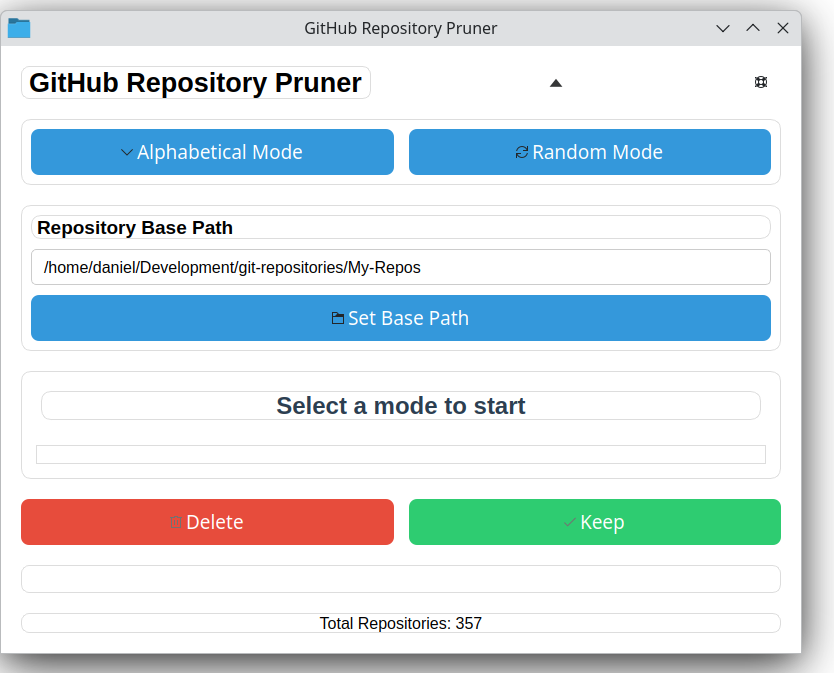 GitHub Repository Pruner
GitHub Repository Pruner
Alphabetical Mode
Random Mode
Repository Base Path
/home/daniel/Development/git-repositories/My-Repos
Set Base Path
Select a mode to start
Delete
Keep
Total Repositories: 357